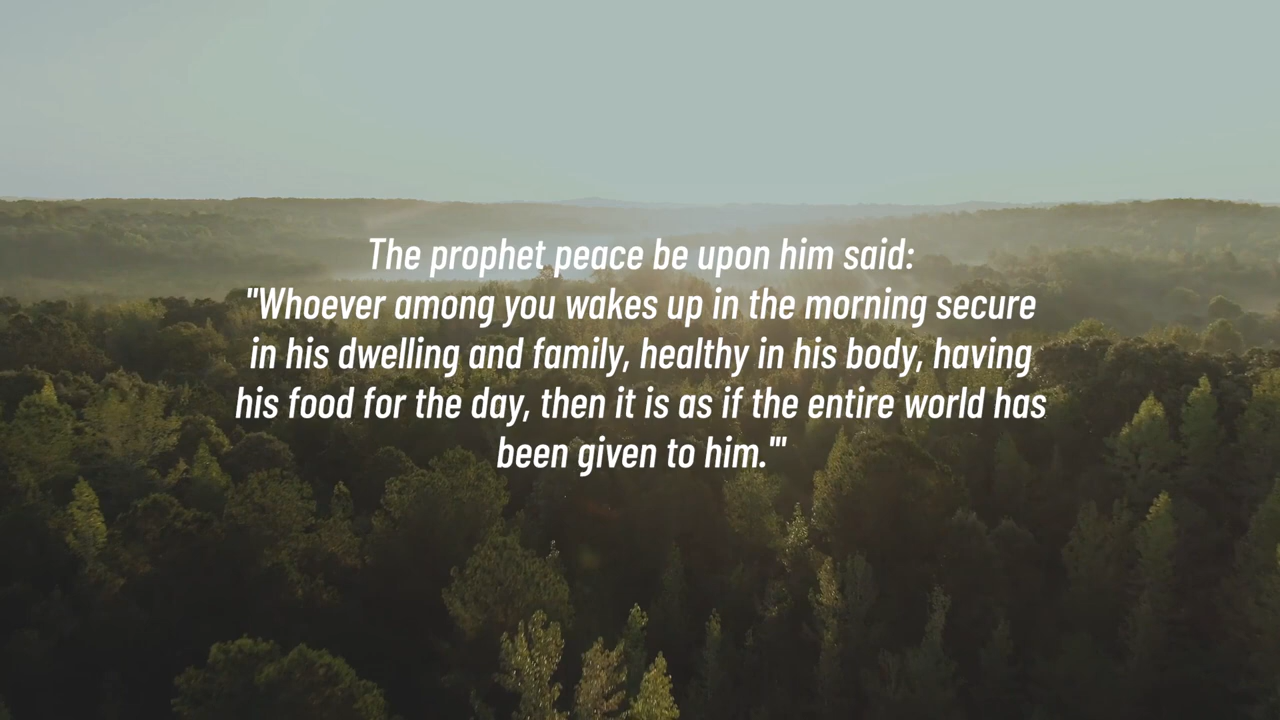 The prophet peace be upon him said:
"Whoever among you wakes up in the morning secure
in his dwelling and family, healthy in his body, having
his food for the day, then it is as if the entire world has
been given to him.'"